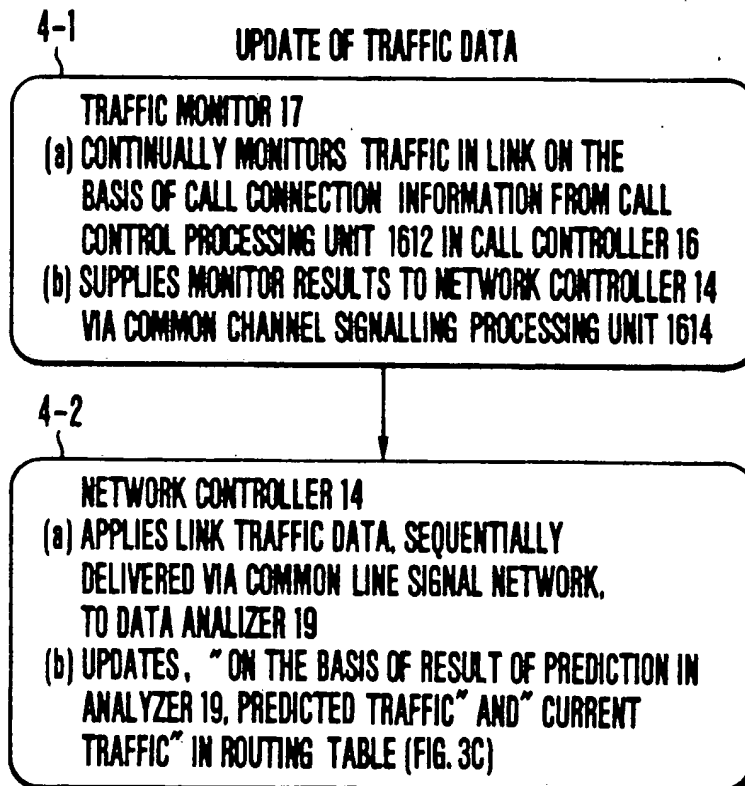 4-1
UPDATE OF TRAFFIC DATA
TRAFFIC MONITOR 17
(a) CONTINUALLY MONITORS TRAFFIC IN LINK ON THE
BASIS OF CALL CONNECTION INFORMATION FROM CALL
CONTROL PROCESSING UNIT 1612 IN CALL CONTROLLER 16
(b) SUPPLIES MONITOR RESULTS TO NETWORK CONTROLLER 14
VIA COMMON CHANNEL SIGNALLING PROCESSING UNIT 1614
4-2
NETWORK CONTROLLER 14
(a) APPLIES LINK TRAFFIC DATA, SEQUENTIALLY
DELIVERED VIA COMMON LINE SIGNAL NETWORK,
TO DATA ANALIZER 19
(b) UPDATES, "ON THE BASIS OF RESULT OF PREDICTION IN
ANALYZER 19, PREDICTED TRAFFIC" AND" CURRENT
TRAFFIC" IN ROUTING TABLE (FIG. 3C)